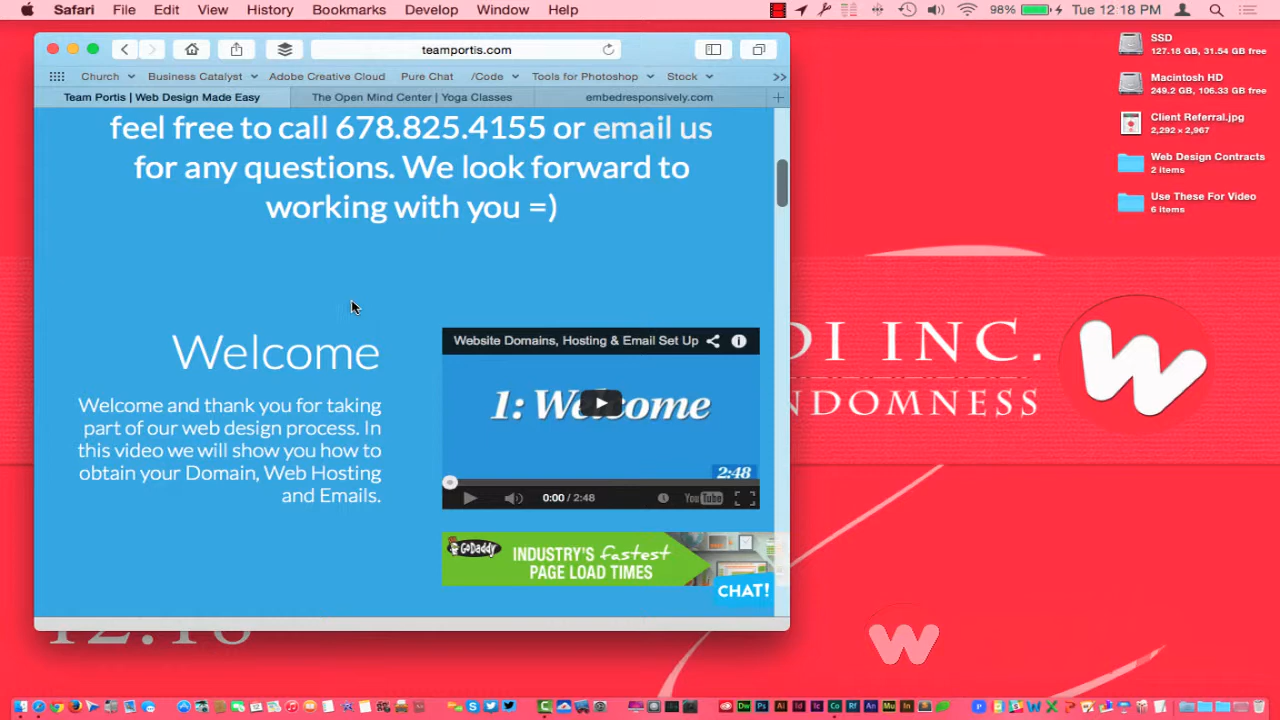 Safari File Edit View History Bookmarks Develop Window Help 98% Tue 12:18 PM
teamportis.com
Church Business Catalyst Adobe Creative Cloud Pure Chat /Code Tools for Photoshop Stock >>
Team Portis | Web Design Made Easy The Open Mind Center | Yoga Classes embedresponsively.com +
feel free to call 678.825.4155 or email us
for any questions. We look forward to
working with you =)
Welcome
Welcome and thank you for taking
part of our web design process. In
this video we will show you how to
obtain your Domain, Web Hosting
and Emails.
Website Domains, Hosting & Email Set Up
1: Welcome
2:48
0:00 / 2:48
YouTube
GoDaddy
INDUSTRY'S fastest
PAGE LOAD TIMES
CHAT!
SSD
127.18 GB, 31.54 GB free
Macintosh HD
249.2 GB, 106.33 GB free
Client Referral.jpg
2,292 × 2,967
Web Design Contracts
2 items
Use These For Video
6 items
DI INC.
NDOMNESS
W
12:18